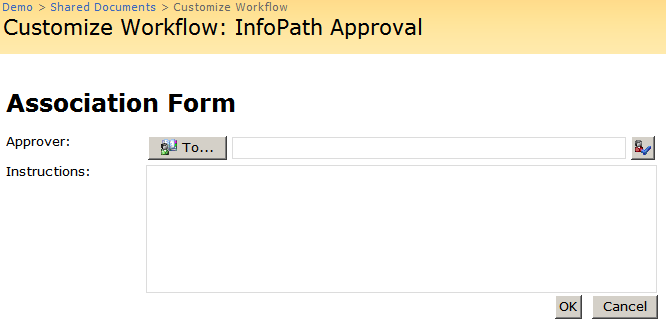 Demo > Shared Documents > Customize Workflow
Customize Workflow: InfoPath Approval
Association Form
Approver:
To...
Instructions:
OK
Cancel